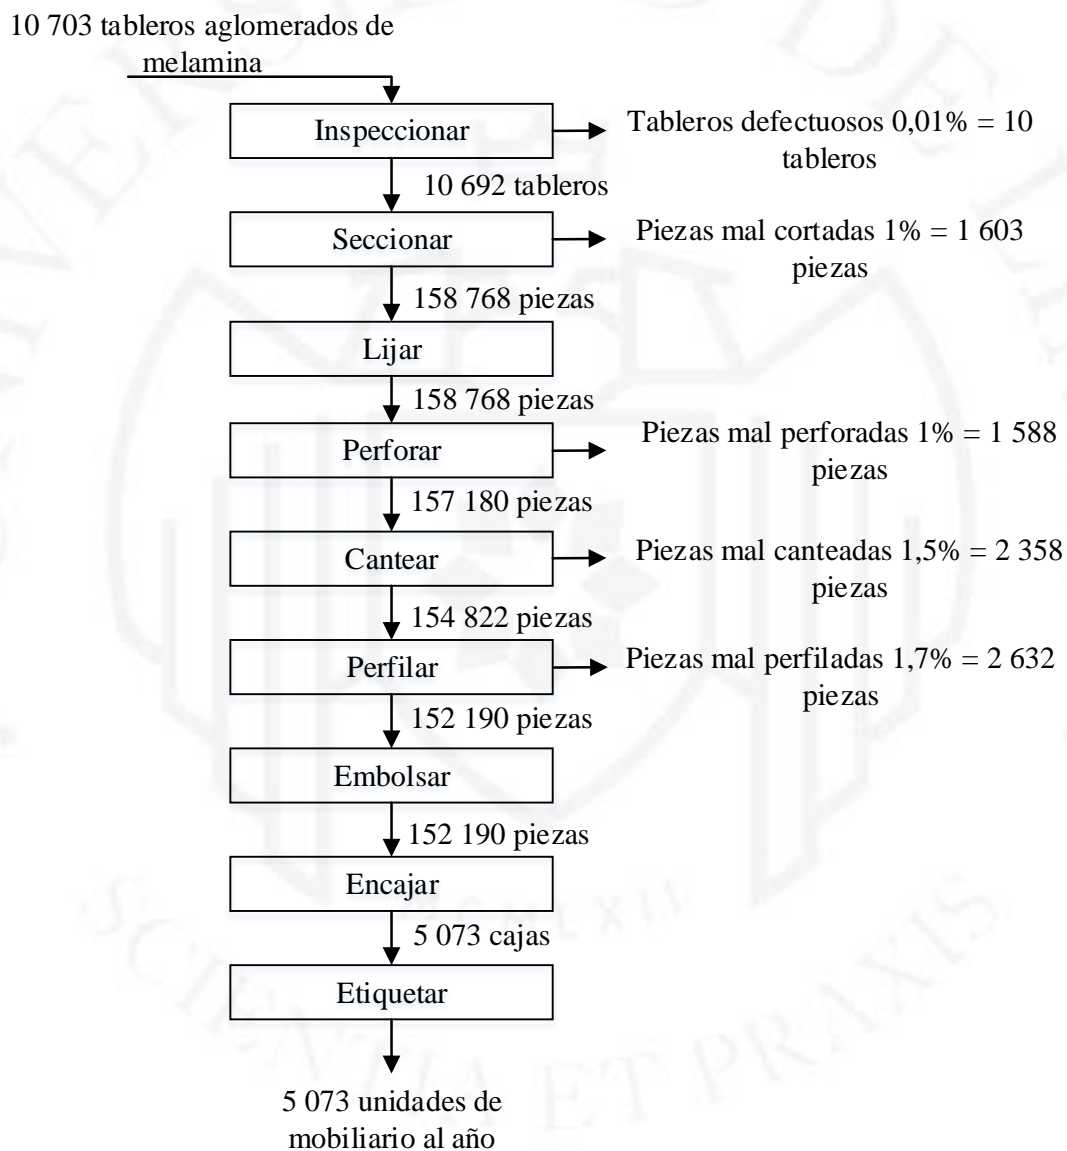 10 703 tableros aglomerados de
melamina
Inspeccionar
Tableros defectuosos 0,01% = 10
tableros
10 692 tableros
Seccionar
Piezas mal cortadas 1% = 1 603
piezas
158 768 piezas
Lijar
158 768 piezas
Perforar
Piezas mal perforadas 1% = 1 588
piezas
157 180 piezas
Cantear
Piezas mal canteadas 1,5% = 2 358
piezas
154 822 piezas
Perfilar
Piezas mal perfiladas 1,7% = 2 632
piezas
152 190 piezas
Embolsar
152 190 piezas
Encajar
5 073 cajas
Etiquetar
5 073 unidades de
mobiliario al año
SCIENTIA ET PRAXIS